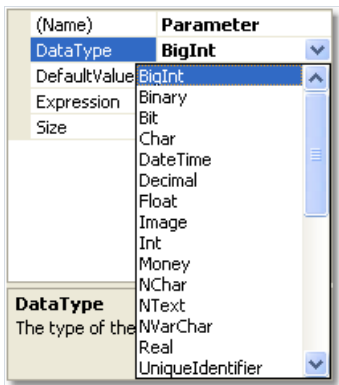 (Name) Parameter
DataType BigInt
DefaultValue BigInt
Binary
Expression Bit
Size Char
DateTime
Decimal
Float
Image
Int
Money
NChar
DataType NText
The type of the NVarChar
Real
UniqueIdentifier